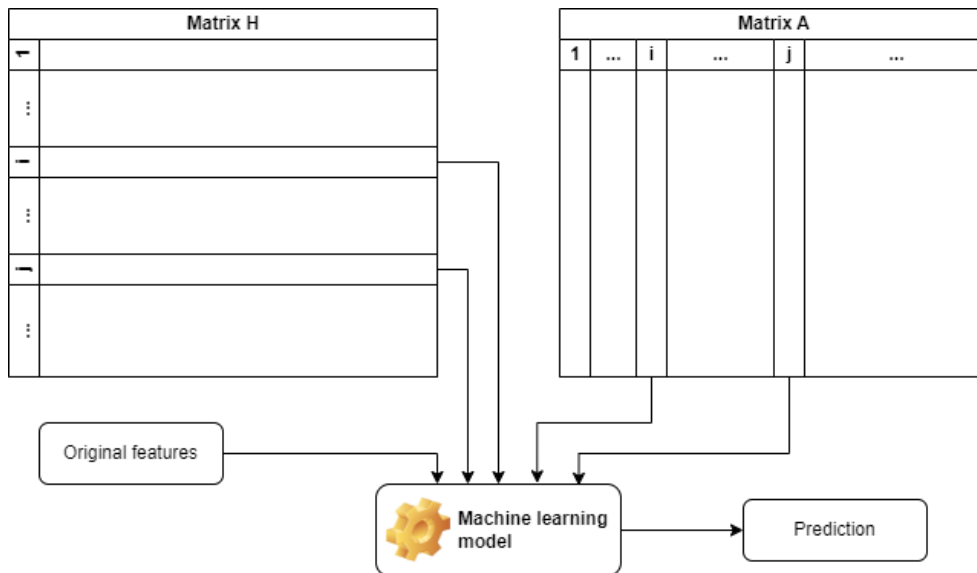 Matrix H
1
...
i
...
j
...
Matrix A
1 ... i ... j ...
Original features
Machine learning
model
Prediction